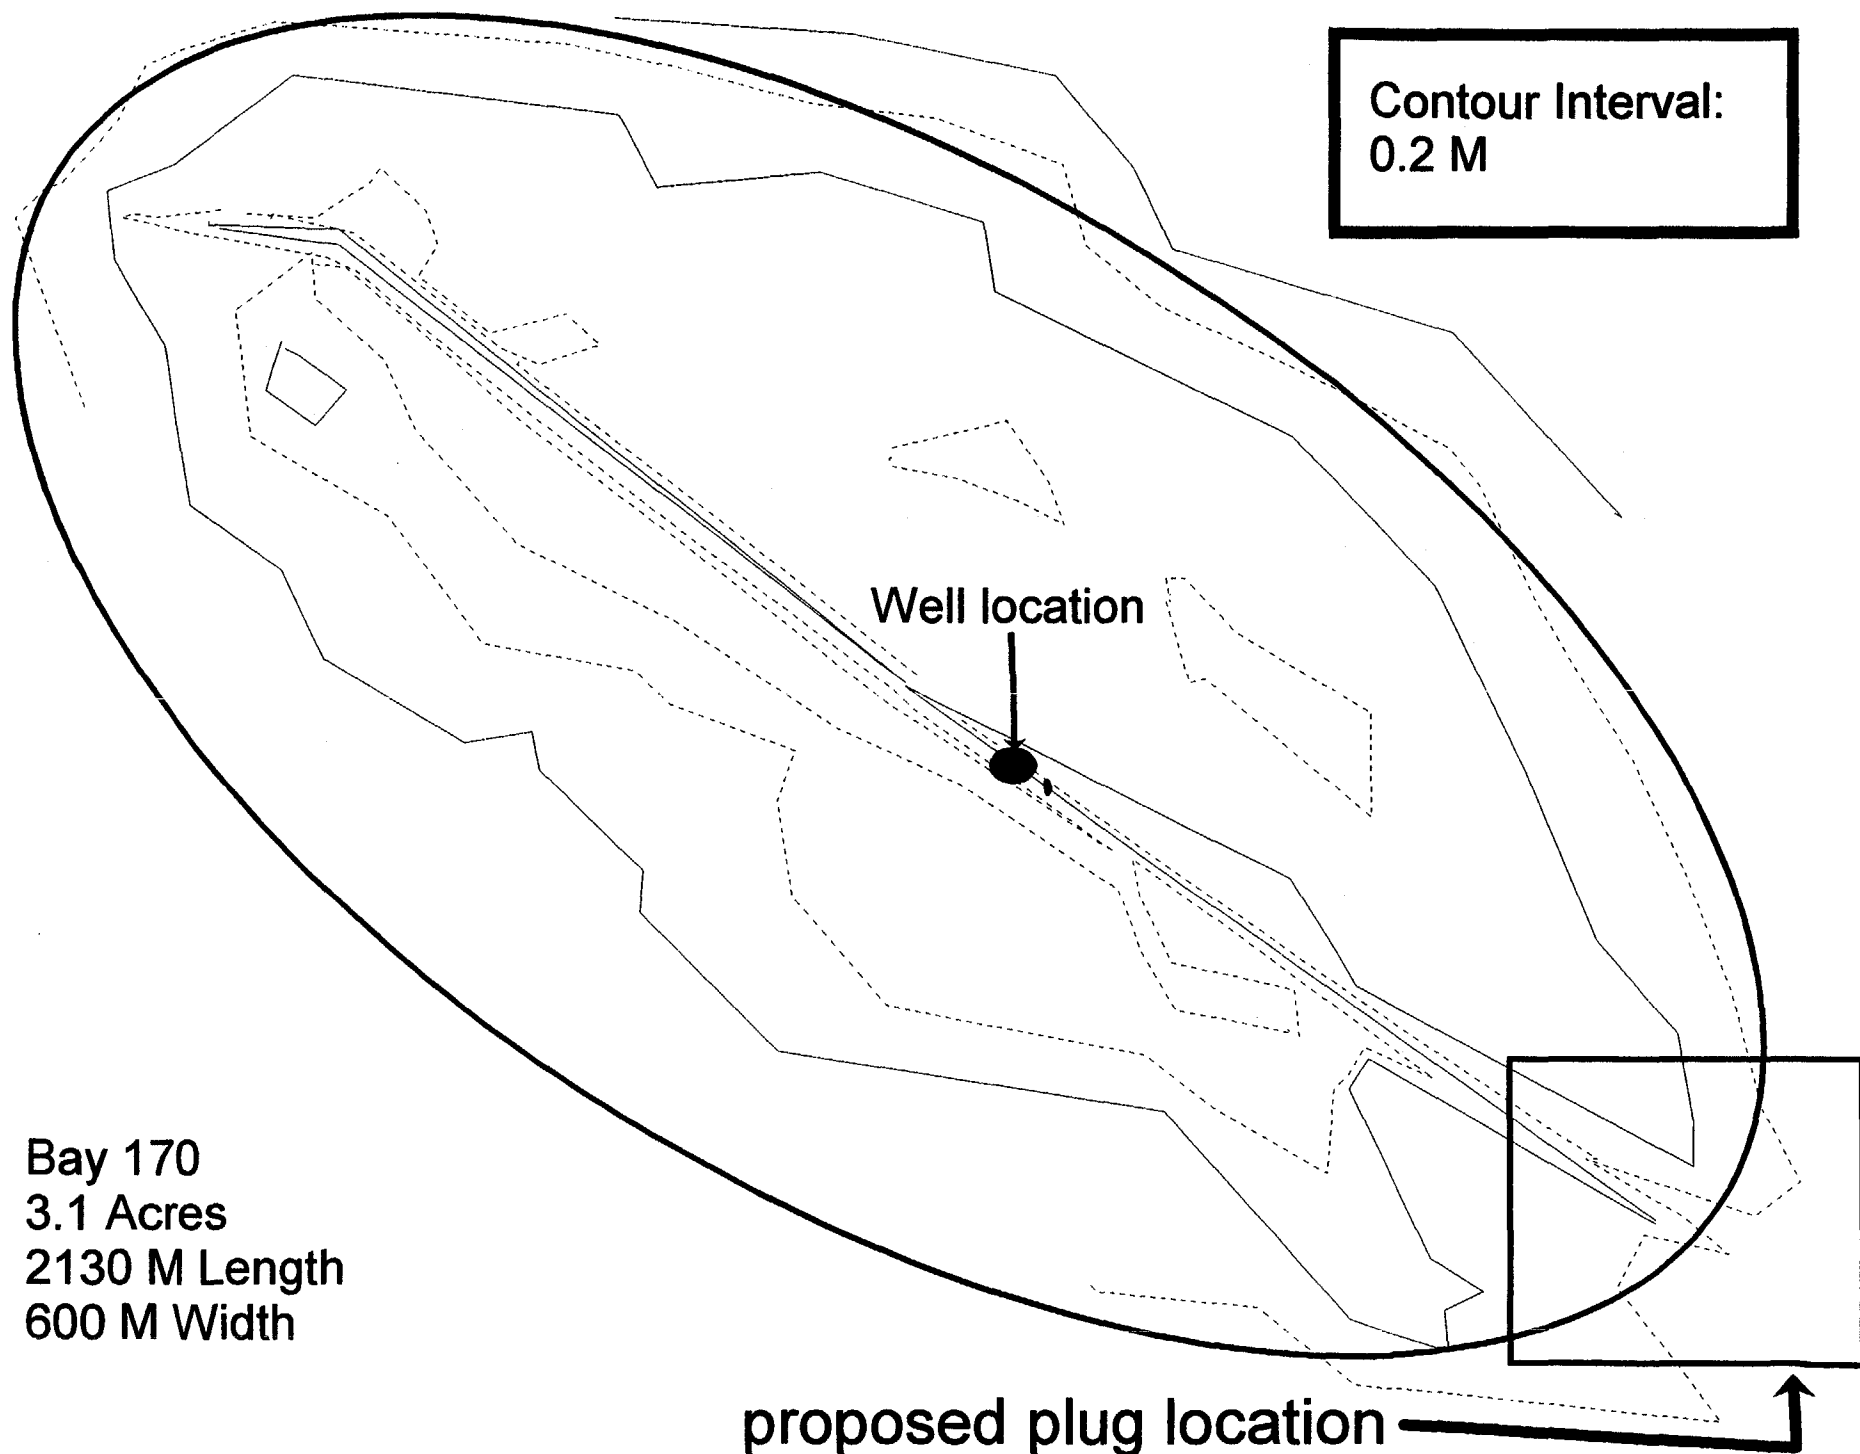 Contour Interval:
0.2 M
Well location
Bay 170
3.1 Acres
2130 M Length
600 M Width
proposed plug location